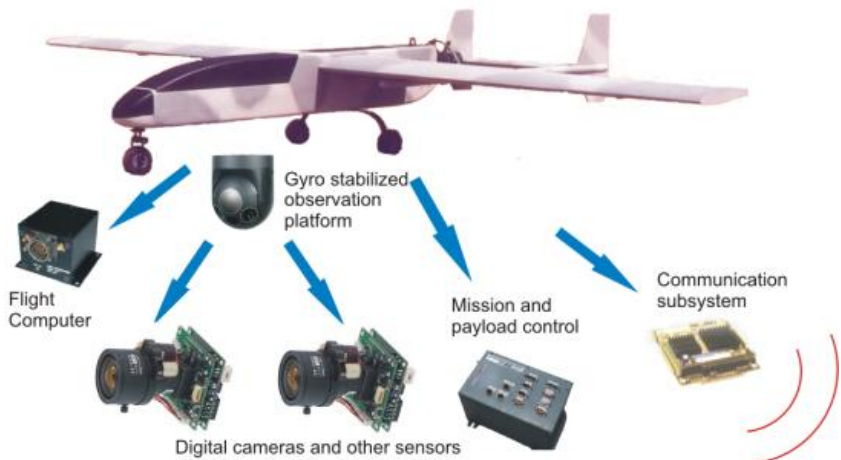 Gyro stabilized
observation
platform
Flight
Computer
Mission and
payload control
Communication
subsystem
Digital cameras and other sensors